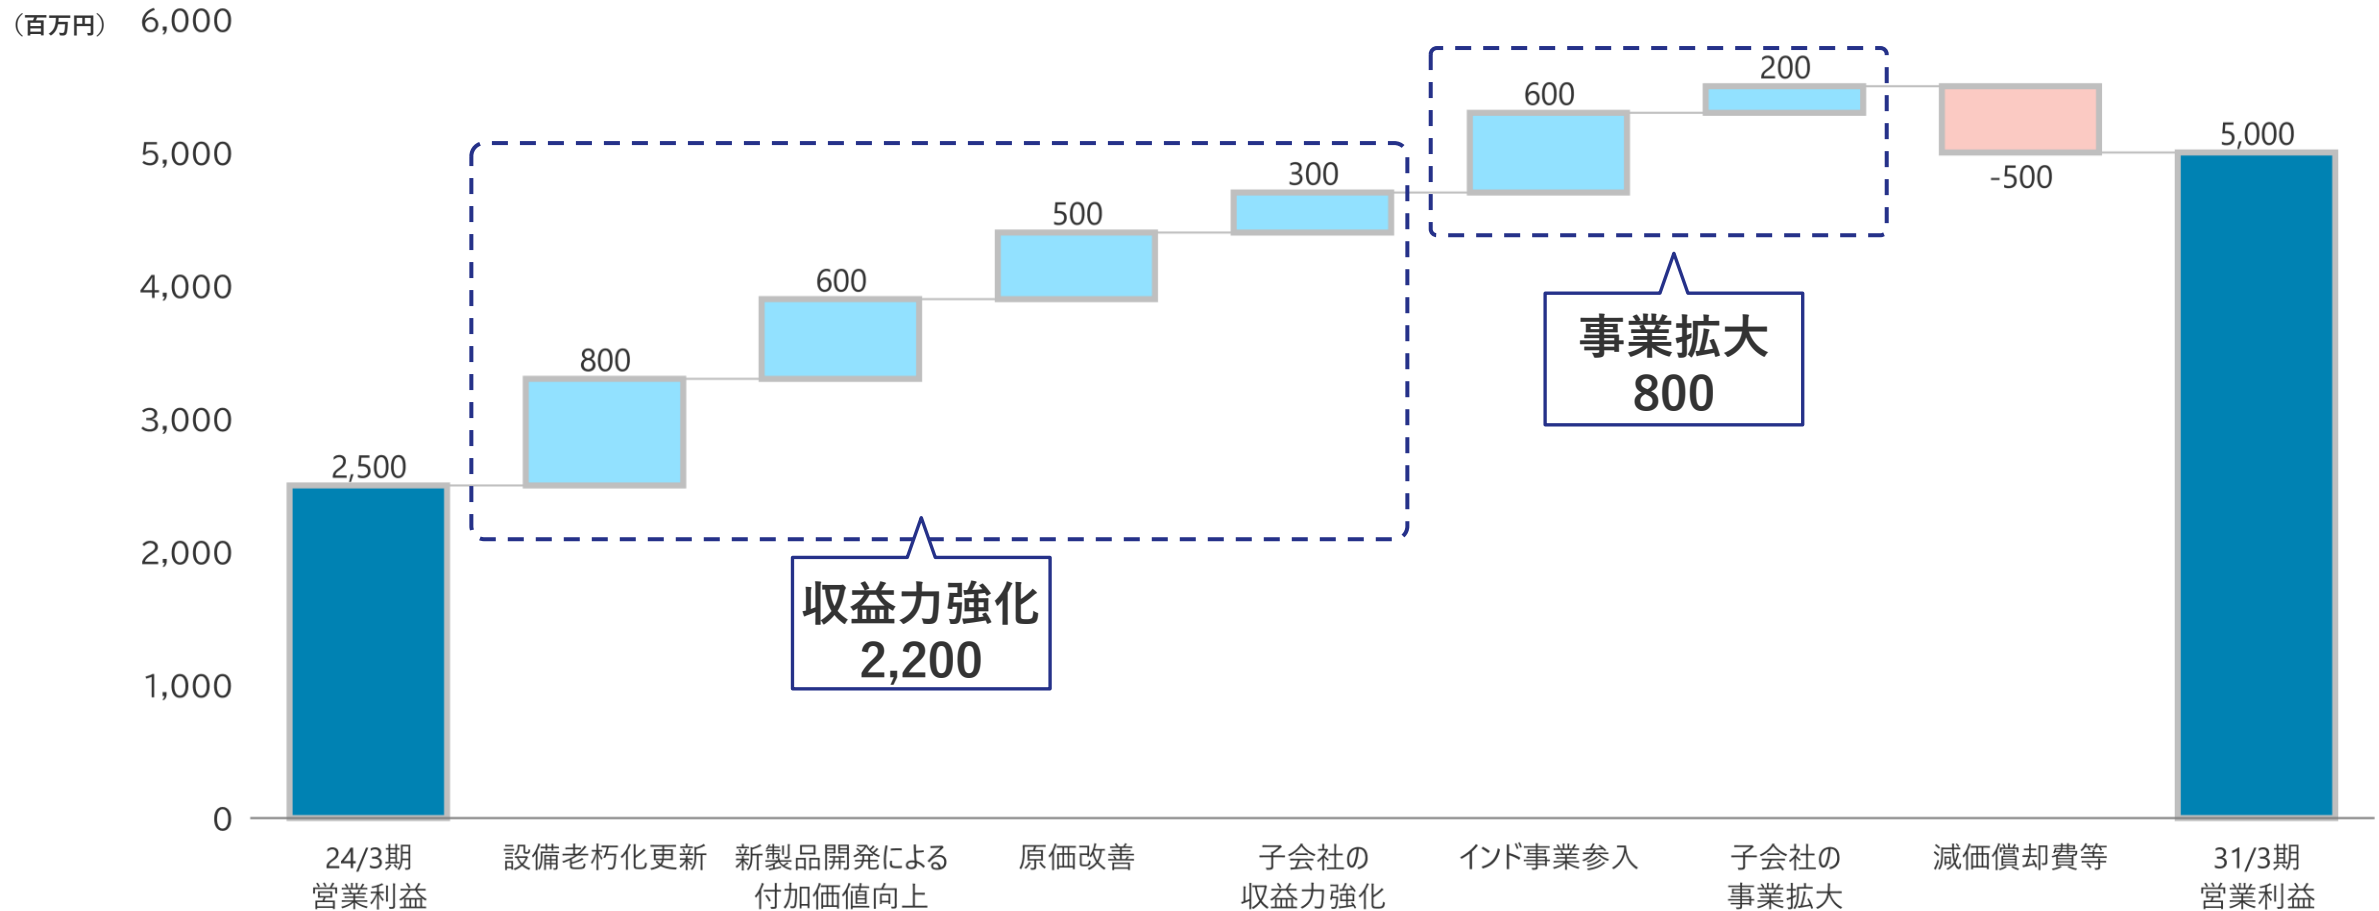 （百万円）
6,000
5,000
4,000
3,000
2,000
1,000
0
2,500
800
600
500
300
600
200
-500
5,000
収益力強化
2,200
事業拡大
800
24/3期
営業利益
設備老朽化更新
新製品開発による
付加価値向上
原価改善
子会社の
収益力強化
インド事業参入
子会社の
事業拡大
減価償却費等
31/3期
営業利益